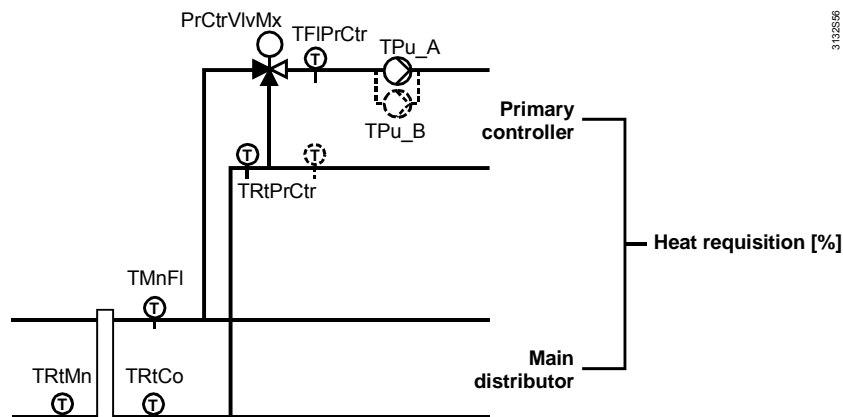 PrCtrVlvMx
TFlPrCtr
TPu_A
3132S56
T
TPu_B
Primary
controller
T
T
TRtPrCtr
Heat requisition [%]
TMnFl
T
Main
distributor
TRtMn
TRtCo
T
T